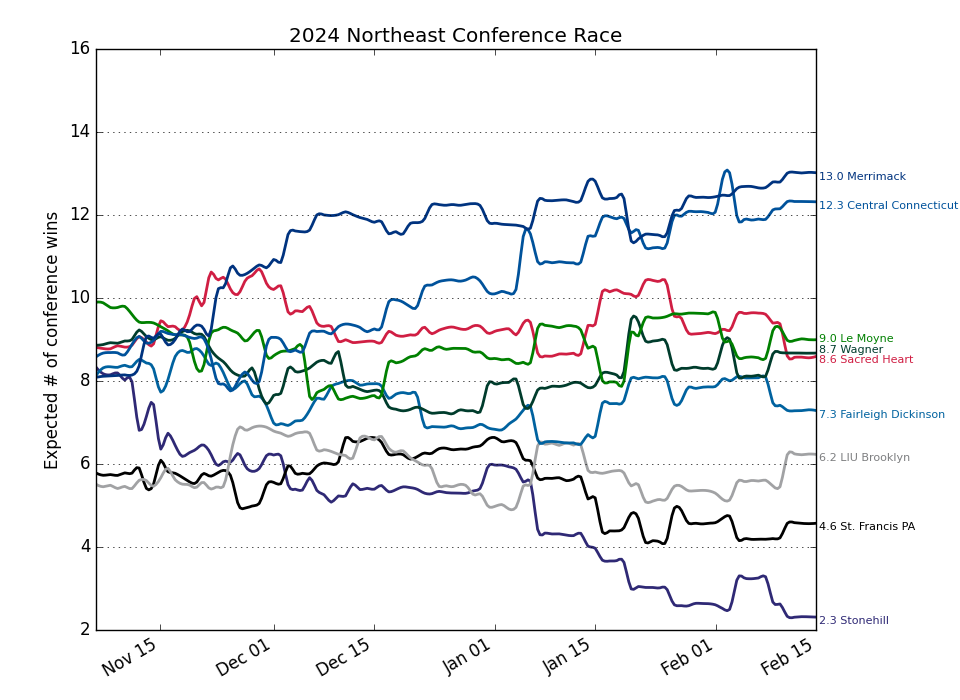 2024 Northeast Conference Race
Expected # of conference wins
16
14
12
10
8
6
4
2
13.0 Merrimack
12.3 Central Connecticut
9.0 Le Moyne
8.7 Wagner
8.6 Sacred Heart
7.3 Fairleigh Dickinson
6.2 LIU Brooklyn
4.6 St. Francis PA
2.3 Stonehill
Nov 15
Dec 01
Dec 15
Jan 01
Jan 15
Feb 01
Feb 15